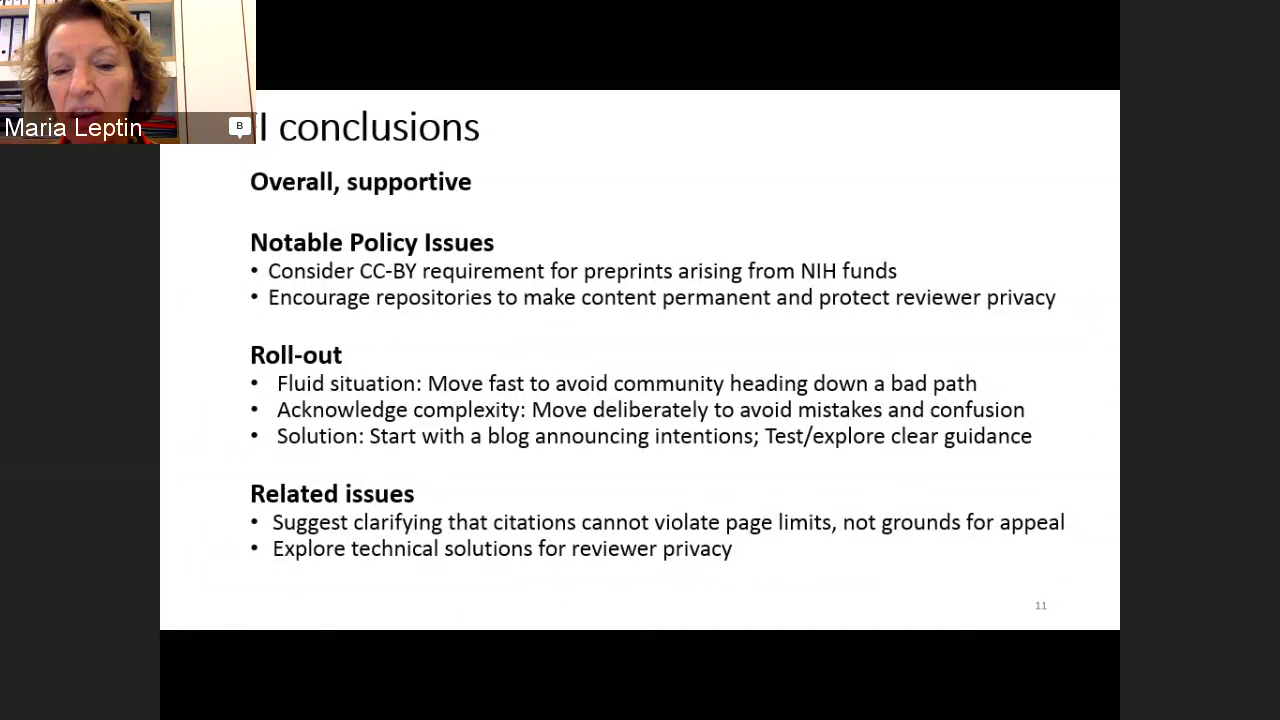 Maria Leptin
B
I conclusions
Overall, supportive
Notable Policy Issues
• Consider CC-BY requirement for preprints arising from NIH funds
• Encourage repositories to make content permanent and protect reviewer privacy
Roll-out
• Fluid situation: Move fast to avoid community heading down a bad path
• Acknowledge complexity: Move deliberately to avoid mistakes and confusion
• Solution: Start with a blog announcing intentions; Test/explore clear guidance
Related issues
• Suggest clarifying that citations cannot violate page limits, not grounds for appeal
• Explore technical solutions for reviewer privacy
11